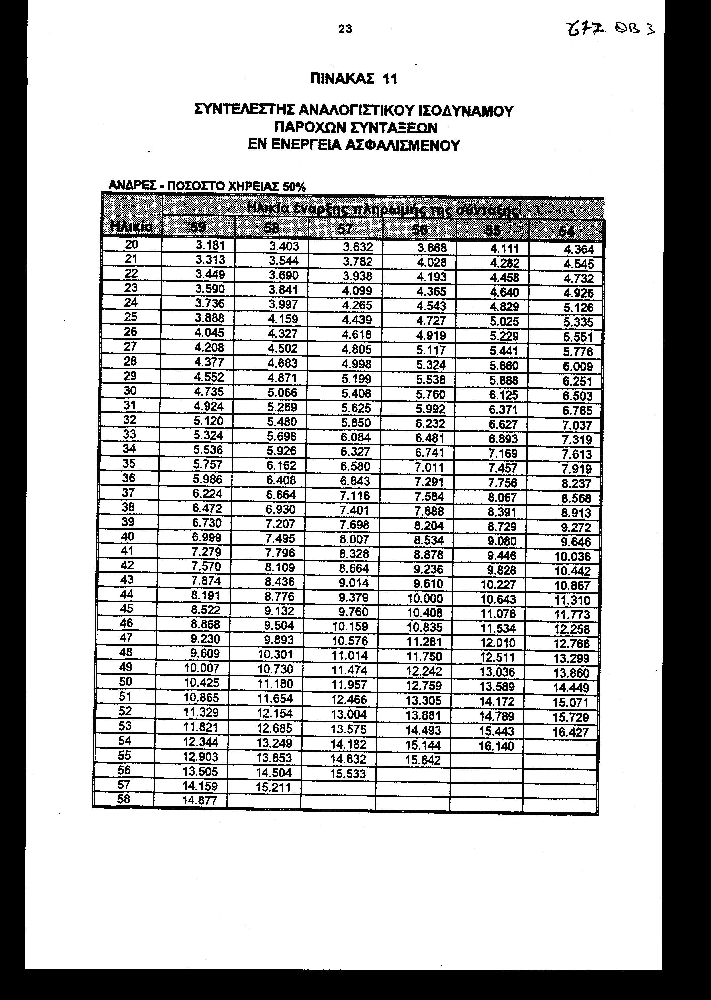 23
677 ΘΒ 3
ΠΙΝΑΚΑΣ 11
ΣΥΝΤΕΛΕΣΤΗΣ ΑΝΑΛΟΓΙΣΤΙΚΟΥ ΙΣΟΔΥΝΑΜΟΥ
ΠΑΡΟΧΩΝ ΣΥΝΤΑΞΕΩΝ
ΕΝ ΕΝΕΡΓΕΙΑ ΑΣΦΑΛΙΣΜΕΝΟΥ
ΑΝΔΡΕΣ - ΠΟΣΟΣΤΟ ΧΗΡΕΙΑΣ 50%
Ηλικία έναρξης πληρωμής της σύνταξης
Ηλικία 59 58 57 56 55 54
20 3.181 3.403 3.632 3.868 4.111 4.364
21 3.313 3.544 3.782 4.028 4.282 4.545
22 3.449 3.690 3.938 4.193 4.458 4.732
23 3.590 3.841 4.099 4.365 4.640 4.926
24 3.736 3.997 4.265 4.543 4.829 5.126
25 3.888 4.159 4.439 4.727 5.025 5.335
26 4.045 4.327 4.618 4.919 5.229 5.551
27 4.208 4.502 4.805 5.117 5.441 5.776
28 4.377 4.683 4.998 5.324 5.660 6.009
29 4.552 4.871 5.199 5.538 5.888 6.251
30 4.735 5.066 5.408 5.760 6.125 6.503
31 4.924 5.269 5.625 5.992 6.371 6.765
32 5.120 5.480 5.850 6.232 6.627 7.037
33 5.324 5.698 6.084 6.481 6.893 7.319
34 5.536 5.926 6.327 6.741 7.169 7.613
35 5.757 6.162 6.580 7.011 7.457 7.919
36 5.986 6.408 6.843 7.291 7.756 8.237
37 6.224 6.664 7.116 7.584 8.067 8.568
38 6.472 6.930 7.401 7.888 8.391 8.913
39 6.730 7.207 7.698 8.204 8.729 9.272
40 6.999 7.495 8.007 8.534 9.080 9.646
41 7.279 7.796 8.328 8.878 9.446 10.036
42 7.570 8.109 8.664 9.236 9.828 10.442
43 7.874 8.436 9.014 9.610 10.227 10.867
44 8.191 8.776 9.379 10.000 10.643 11.310
45 8.522 9.132 9.760 10.408 11.078 11.773
46 8.868 9.504 10.159 10.835 11.534 12.258
47 9.230 9.893 10.576 11.281 12.010 12.766
48 9.609 10.301 11.014 11.750 12.511 13.299
49 10.007 10.730 11.474 12.242 13.036 13.860
50 10.425 11.180 11.957 12.759 13.589 14.449
51 10.865 11.654 12.466 13.305 14.172 15.071
52 11.329 12.154 13.004 13.881 14.789 15.729
53 11.821 12.685 13.575 14.493 15.443 16.427
54 12.344 13.249 14.182 15.144 16.140
55 12.903 13.853 14.832 15.842
56 13.505 14.504 15.533
57 14.159 15.211
58 14.877